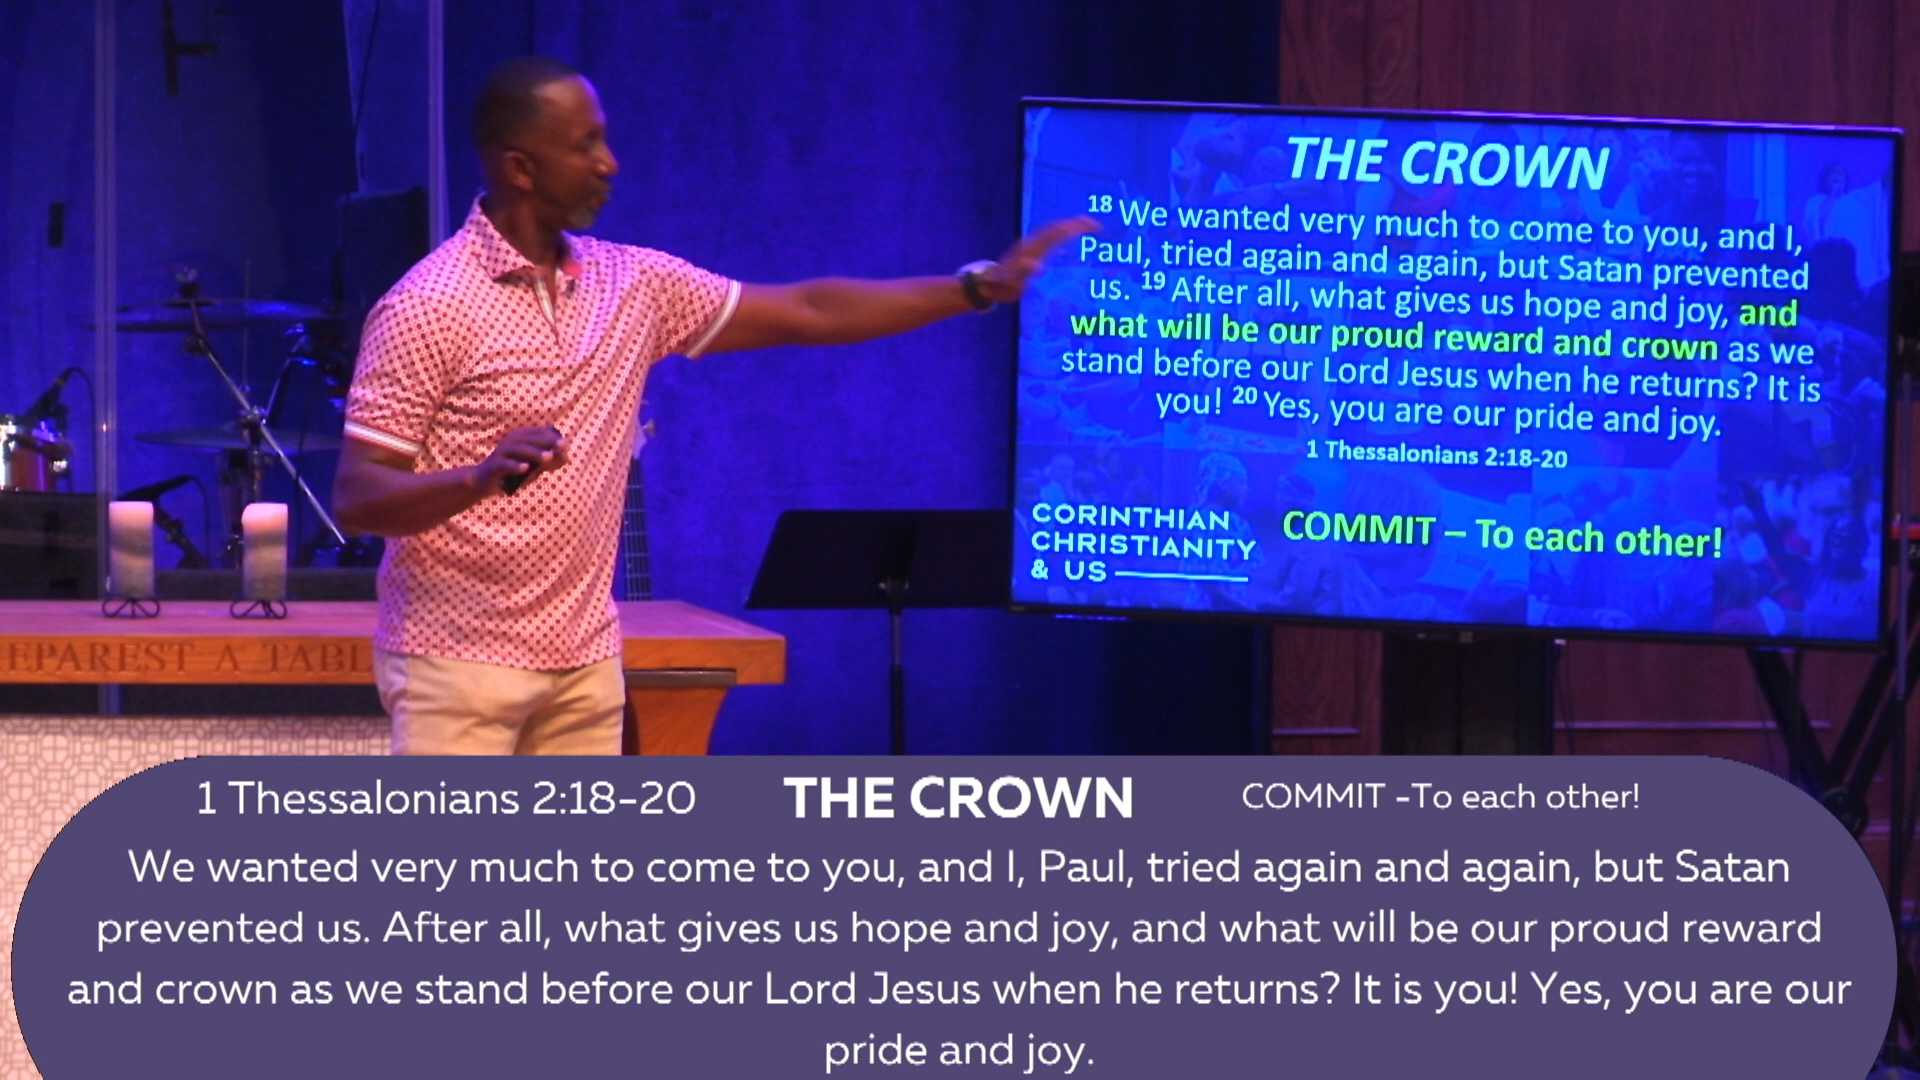 THE CROWN
18 We wanted very much to come to you, and I,
Paul, tried again and again, but Satan prevented
us. 19 After all, what gives us hope and joy, and
what will be our proud reward and crown as we
stand before our Lord Jesus when he returns? It is
you! 20 Yes, you are our pride and joy.
1 Thessalonians 2:18-20
CORINTHIAN
CHRISTIANITY
& US
COMMIT – To each other!
EPAREST A TABL
1 Thessalonians 2:18-20
THE CROWN
COMMIT -To each other!
We wanted very much to come to you, and I, Paul, tried again and again, but Satan
prevented us. After all, what gives us hope and joy, and what will be our proud reward
and crown as we stand before our Lord Jesus when he returns? It is you! Yes, you are our
pride and joy.